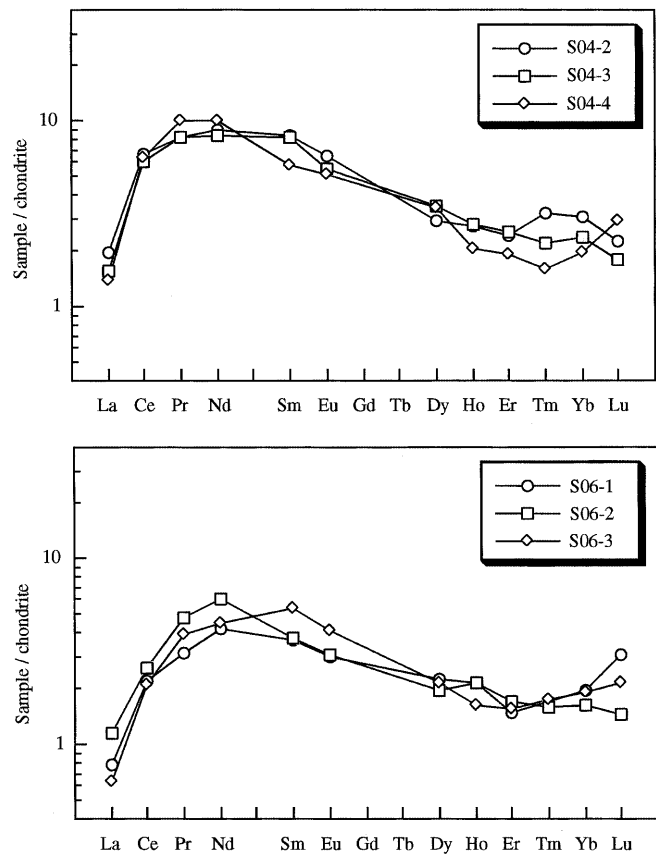 S04-2
S04-3
S04-4
10
1
Sample / chondrite
La Ce Pr Nd Sm Eu Gd Tb Dy Ho Er Tm Yb Lu
S06-1
S06-2
S06-3
10
1
Sample / chondrite
La Ce Pr Nd Sm Eu Gd Tb Dy Ho Er Tm Yb Lu